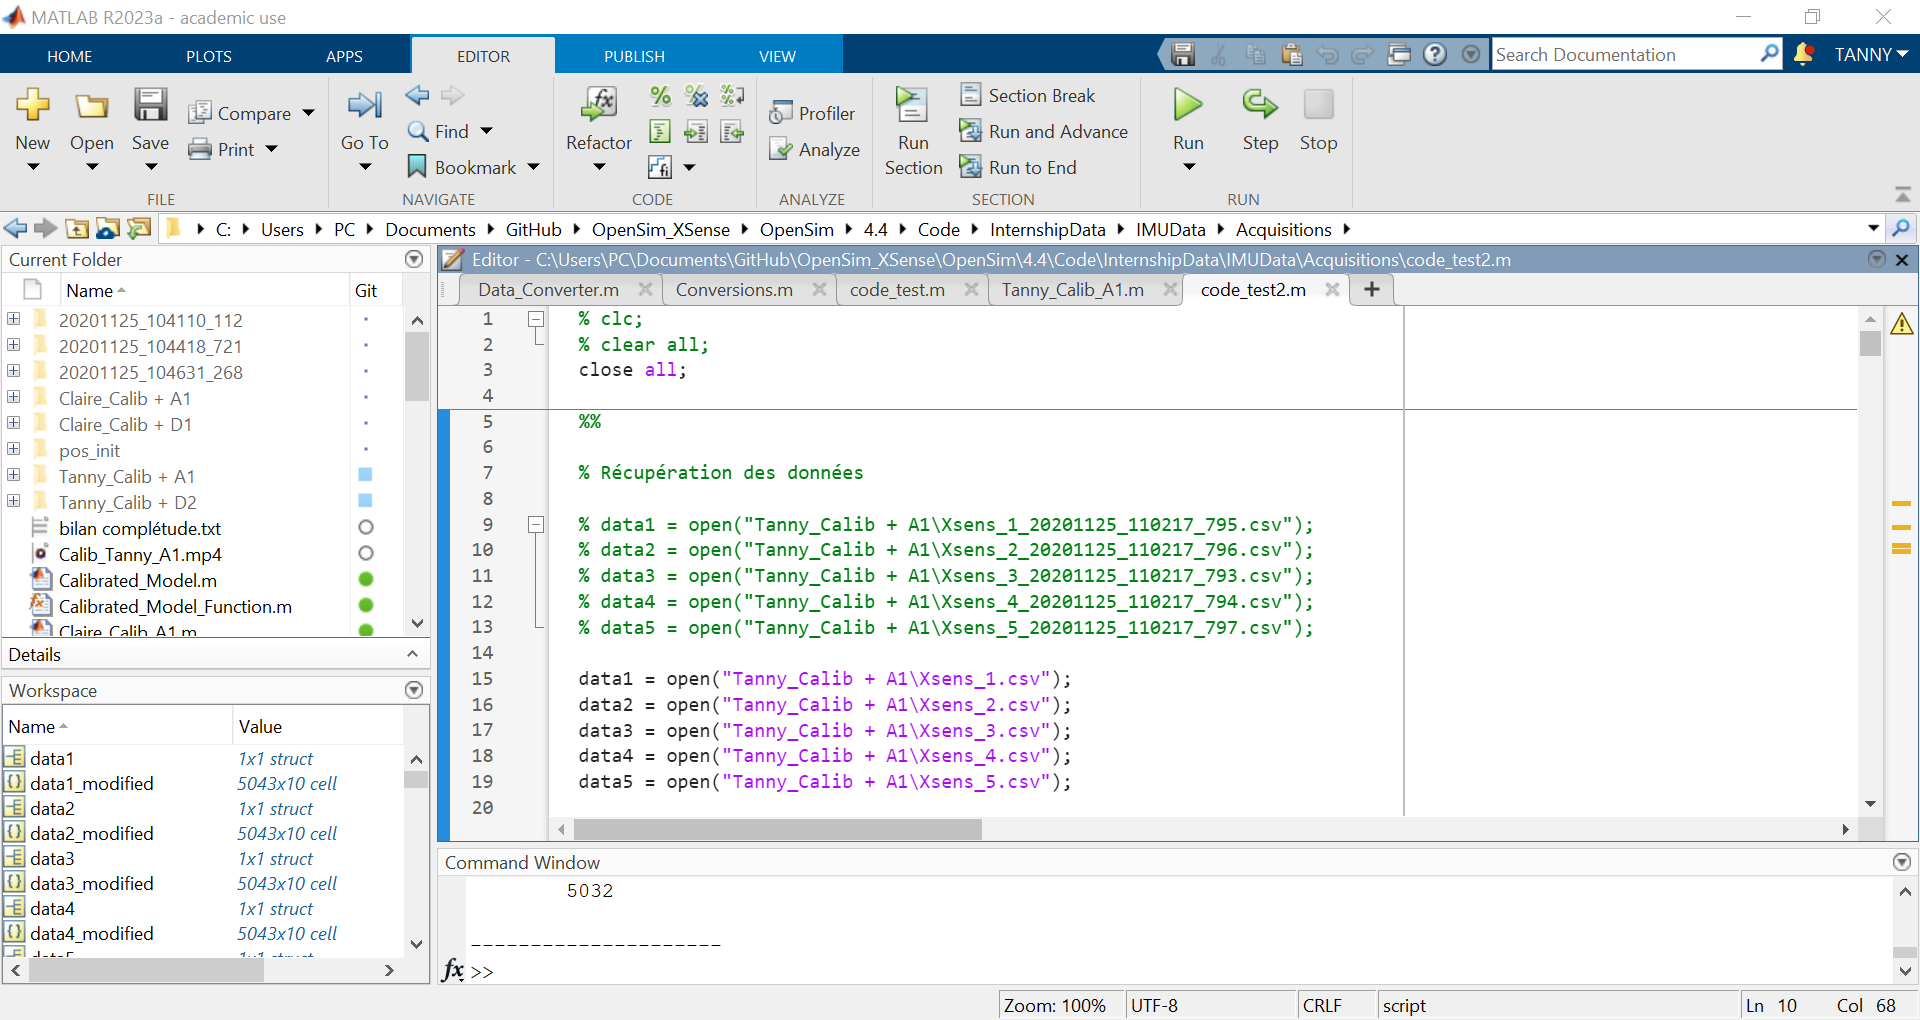 MATLAB R2023a - academic use
HOME PLOTS APPS EDITOR PUBLISH VIEW Search Documentation TANNY
New Open Save Compare Print FILE
Go To Find Bookmark NAVIGATE
Refactor CODE
Profiler Analyze ANALYZE
Run Section Section Break Run and Advance Run to End SECTION
Run Step Stop RUN
C: Users PC Documents GitHub OpenSim_XSense OpenSim 4.4 Code InternshipData IMUData Acquisitions
Current Folder
Name Git
20201125_104110_112
20201125_104418_721
20201125_104631_268
Claire_Calib + A1
Claire_Calib + D1
pos_init
Tanny_Calib + A1
Tanny_Calib + D2
bilan complétude.txt
Calib_Tanny_A1.mp4
Calibrated_Model.m
Calibrated_Model_Function.m
Claire_Calib_A1.m
Details
Workspace
Name Value
data1 1x1 struct
data1_modified 5043x10 cell
data2 1x1 struct
data2_modified 5043x10 cell
data3 1x1 struct
data3_modified 5043x10 cell
data4 1x1 struct
data4_modified 5043x10 cell
data5 1x1 struct
Editor - C:\Users\PC\Documents\GitHub\OpenSim_XSense\OpenSim\4.4\Code\InternshipData\IMUData\Acquisitions\code_test2.m
Data_Converter.m Conversions.m code_test.m Tanny_Calib_A1.m code_test2.m +
1 % clc;
2 % clear all;
3 close all;
4
5 %%
6
7 % Récupération des données
8
9 % data1 = open("Tanny_Calib + A1\Xsens_1_20201125_110217_795.csv");
10 % data2 = open("Tanny_Calib + A1\Xsens_2_20201125_110217_796.csv");
11 % data3 = open("Tanny_Calib + A1\Xsens_3_20201125_110217_793.csv");
12 % data4 = open("Tanny_Calib + A1\Xsens_4_20201125_110217_794.csv");
13 % data5 = open("Tanny_Calib + A1\Xsens_5_20201125_110217_797.csv");
14
15 data1 = open("Tanny_Calib + A1\Xsens_1.csv");
16 data2 = open("Tanny_Calib + A1\Xsens_2.csv");
17 data3 = open("Tanny_Calib + A1\Xsens_3.csv");
18 data4 = open("Tanny_Calib + A1\Xsens_4.csv");
19 data5 = open("Tanny_Calib + A1\Xsens_5.csv");
20
Command Window
5032
---------------------
fx >>
Zoom: 100% UTF-8 CRLF script Ln 10 Col 68